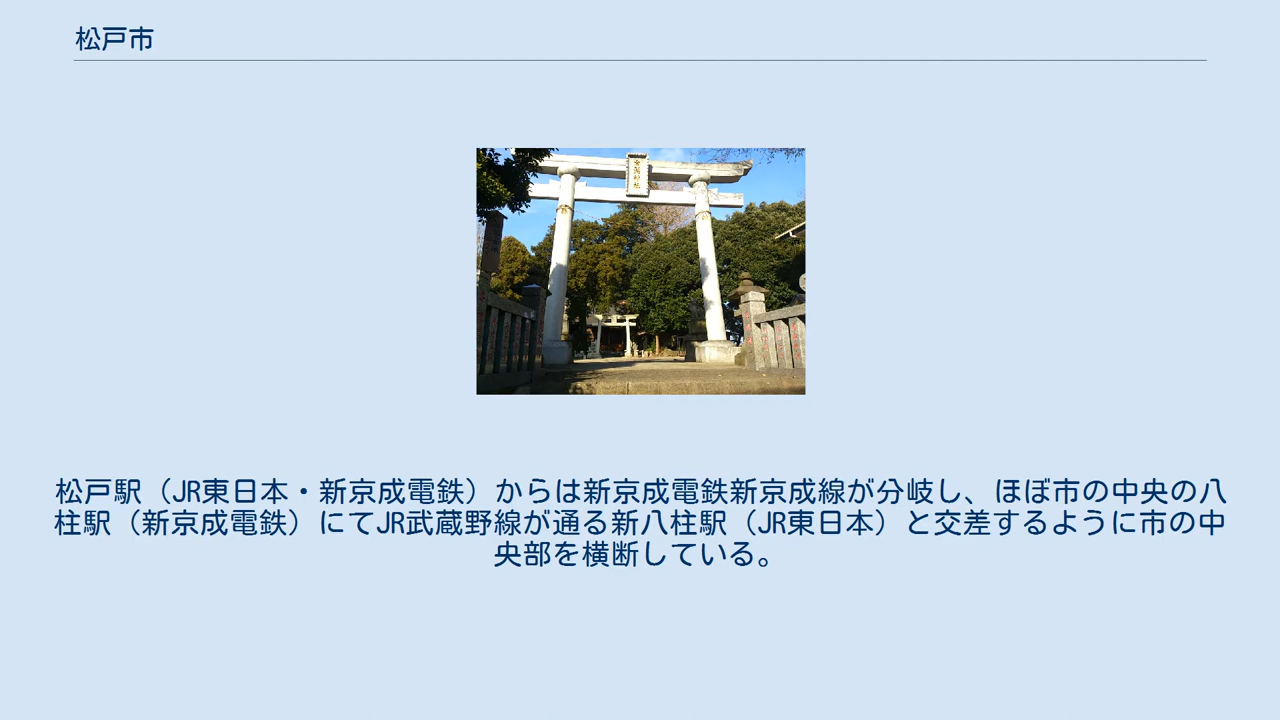 松戸市
松戸駅（JR東日本・新京成電鉄）からは新京成電鉄新京成線が分岐し、ほぼ市の中央の八
柱駅（新京成電鉄）にてJR武蔵野線が通る新八柱駅（JR東日本）と交差するように市の中
央部を横断している。